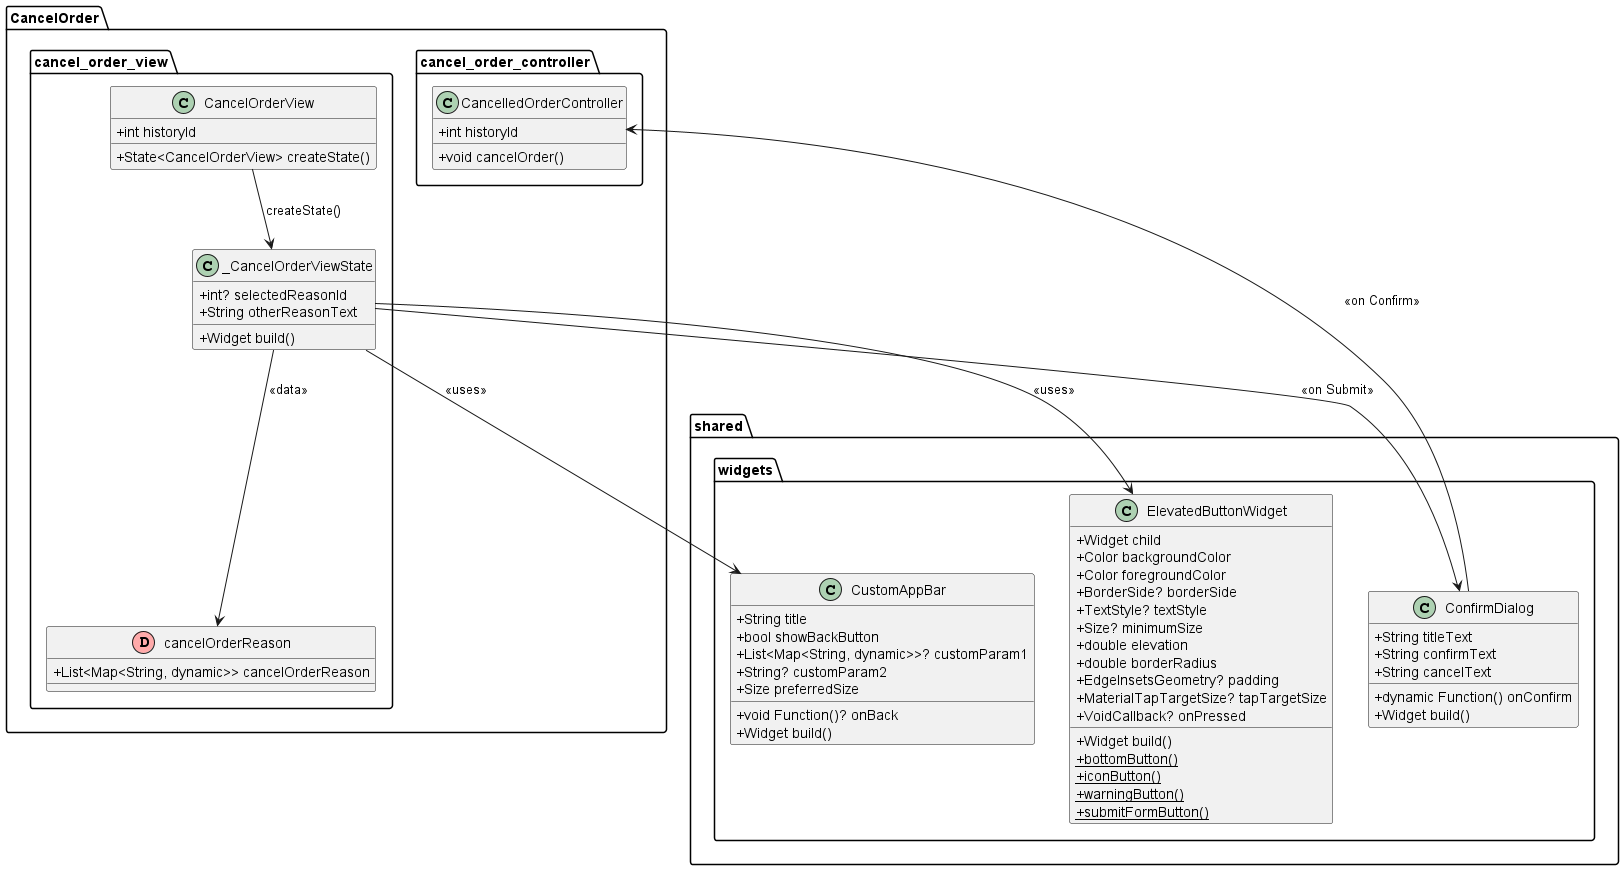 CancelOrder
cancel_order_view
C CancelOrderView
+int historyId
+State<CancelOrderView> createState()
createState()
C _CancelOrderViewState
+int? selectedReasonId
+String otherReasonText
+Widget build()
«data»
D cancelOrderReason
+List<Map<String, dynamic>> cancelOrderReason
cancel_order_controller
C CancelledOrderController
+int historyId
+void cancelOrder()
«on Confirm»
«uses»
«uses»
«on Submit»
shared
widgets
C CustomAppBar
+String title
+bool showBackButton
+List<Map<String, dynamic>>? customParam1
+String? customParam2
+Size preferredSize
+void Function()? onBack
+Widget build()
C ElevatedButtonWidget
+Widget child
+Color backgroundColor
+Color foregroundColor
+BorderSide? borderSide
+TextStyle? textStyle
+Size? minimumSize
+double elevation
+double borderRadius
+EdgeInsetsGeometry? padding
+MaterialTapTargetSize? tapTargetSize
+VoidCallback? onPressed
+Widget build()
+bottomButton()
+iconButton()
+warningButton()
+submitFormButton()
C ConfirmDialog
+String titleText
+String confirmText
+String cancelText
+dynamic Function() onConfirm
+Widget build()